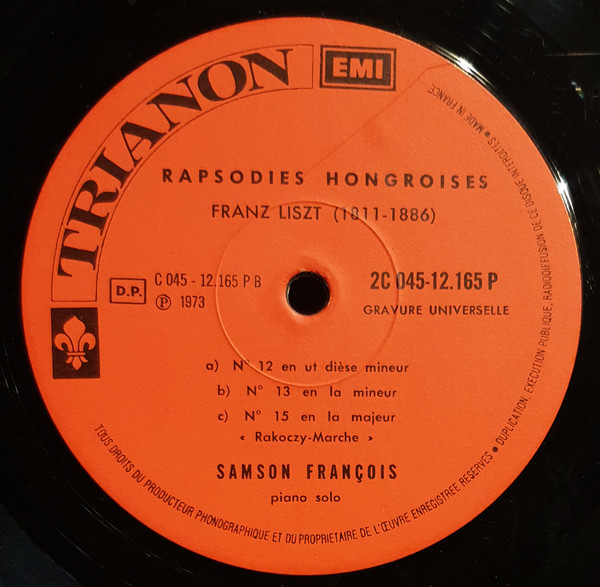 TRIANON
EMI
RAPSODIES HONGROISES
FRANZ LISZT (1811-1886)
D.P.
C 045 - 12.165 P B
℗ 1973
2C 045-12.165 P
GRAVURE UNIVERSELLE
a) N° 12 en ut dièse mineur
b) N° 13 en la mineur
c) N° 15 en la majeur
« Rakoczy-Marche »
SAMSON FRANÇOIS
piano solo
TOUS DROITS DU PRODUCTEUR PHONOGRAPHIQUE ET DU PROPRIETAIRE DE L'ŒUVRE ENREGISTREE RESERVES ● DUPLICATION, EXECUTION PUBLIQUE, RADIODIFFUSION DE CE DISQUE INTERDITES ● MADE IN FRANCE